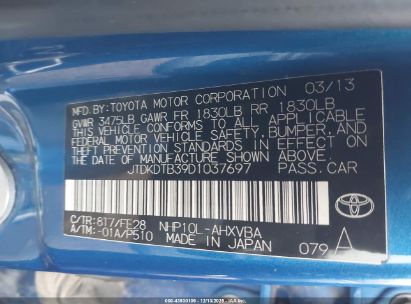 MFD BY: TOYOTA MOTOR CORPORATION 03/13
GVWR 3475LB GAWR FR 1830LB RR 1830LB
THIS VEHICLE CONFORMS TO ALL APPLICABLE
FEDERAL MOTOR VEHICLE SAFETY, BUMPER, AND
THEFT PREVENTION STANDARDS IN EFFECT ON
THE DATE OF MANUFACTURE SHOWN ABOVE.
JTDKDTB39D1037697 PASS.CAR
C/TR: 8T7/FE28 NHP10L-AHXVBA
A/TM: -01A/P510 MADE IN JAPAN 079 A
TOYOTA